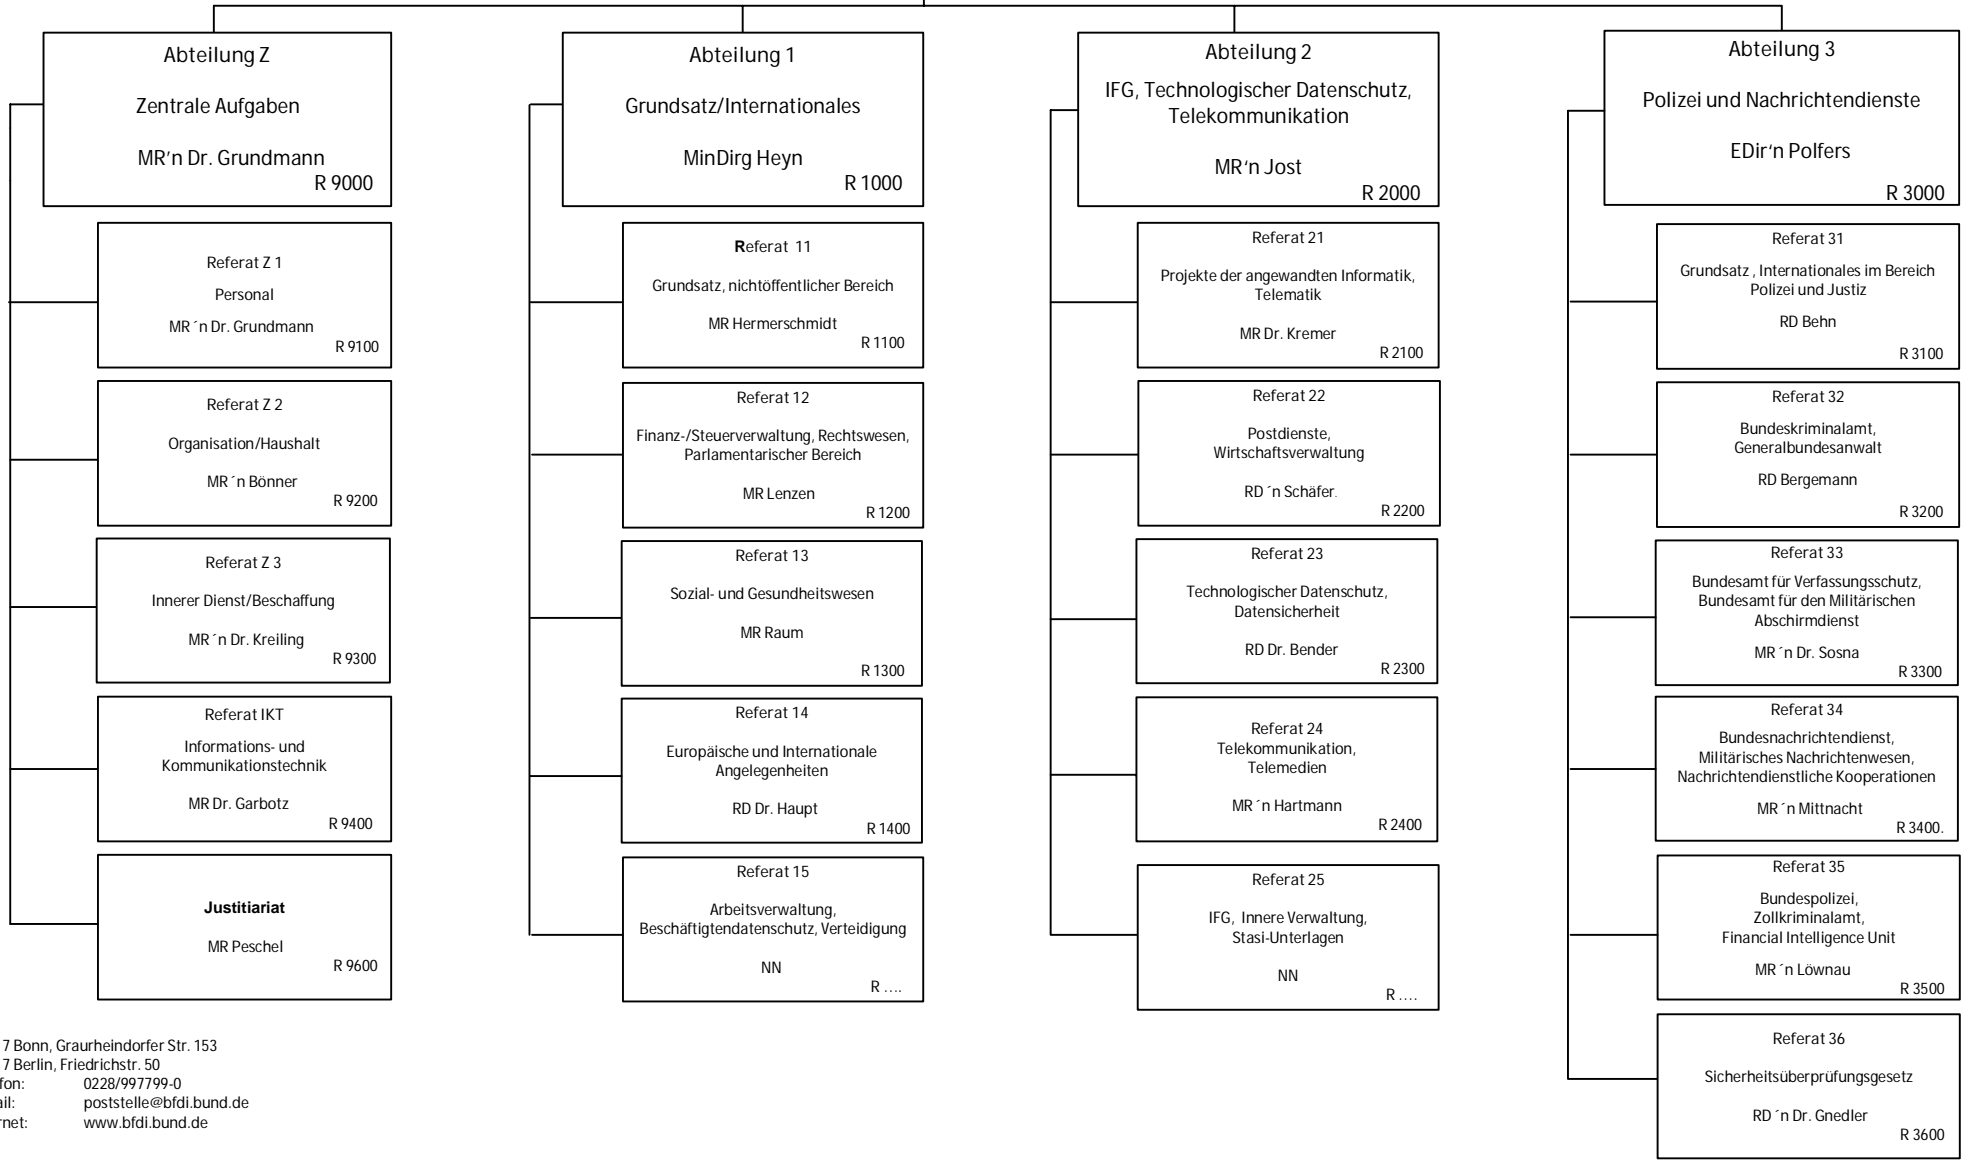 Abteilung Z
Zentrale Aufgaben
MR'n Dr. Grundmann
R 9000
Referat Z 1
Personal
MR ´n Dr. Grundmann
R 9100
Referat Z 2
Organisation/Haushalt
MR ´n Bönner
R 9200
Referat Z 3
Innerer Dienst/Beschaffung
MR ´n Dr. Kreiling
R 9300
Referat IKT
Informations- und
Kommunikationstechnik
MR Dr. Garbotz
R 9400
Justitiariat
MR Peschel
R 9600
Abteilung 1
Grundsatz/Internationales
MinDirg Heyn
R 1000
Referat 11
Grundsatz, nichtöffentlicher Bereich
MR Hermerschmidt
R 1100
Referat 12
Finanz-/Steuerverwaltung, Rechtswesen,
Parlamentarischer Bereich
MR Lenzen
R 1200
Referat 13
Sozial- und Gesundheitswesen
MR Raum
R 1300
Referat 14
Europäische und Internationale
Angelegenheiten
RD Dr. Haupt
R 1400
Referat 15
Arbeitsverwaltung,
Beschäftigtendatenschutz, Verteidigung
NN
R ....
Abteilung 2
IFG, Technologischer Datenschutz,
Telekommunikation
MR‘n Jost
R 2000
Referat 21
Projekte der angewandten Informatik,
Telematik
MR Dr. Kremer
R 2100
Referat 22
Postdienste,
Wirtschaftsverwaltung
RD ´n Schäfer.
R 2200
Referat 23
Technologischer Datenschutz,
Datensicherheit
RD Dr. Bender
R 2300
Referat 24
Telekommunikation,
Telemedien
MR ´n Hartmann
R 2400
Referat 25
IFG, Innere Verwaltung,
Stasi-Unterlagen
NN
R ....
Abteilung 3
Polizei und Nachrichtendienste
EDir‘n Polfers
R 3000
Referat 31
Grundsatz , Internationales im Bereich
Polizei und Justiz
RD Behn
R 3100
Referat 32
Bundeskriminalamt,
Generalbundesanwalt
RD Bergemann
R 3200
Referat 33
Bundesamt für Verfassungsschutz,
Bundesamt für den Militärischen
Abschirmdienst
MR ´n Dr. Sosna
R 3300
Referat 34
Bundesnachrichtendienst,
Militärisches Nachrichtenwesen,
Nachrichtendienstliche Kooperationen
MR ´n Mittnacht
R 3400.
Referat 35
Bundespolizei,
Zollkriminalamt,
Financial Intelligence Unit
MR ´n Löwnau
R 3500
Referat 36
Sicherheitsüberprüfungsgesetz
RD ´n Dr. Gnedler
R 3600
7 Bonn, Graurheindorfer Str. 153
7 Berlin, Friedrichstr. 50
fon: 0228/997799-0
ail: poststelle@bfdi.bund.de
rnet: www.bfdi.bund.de